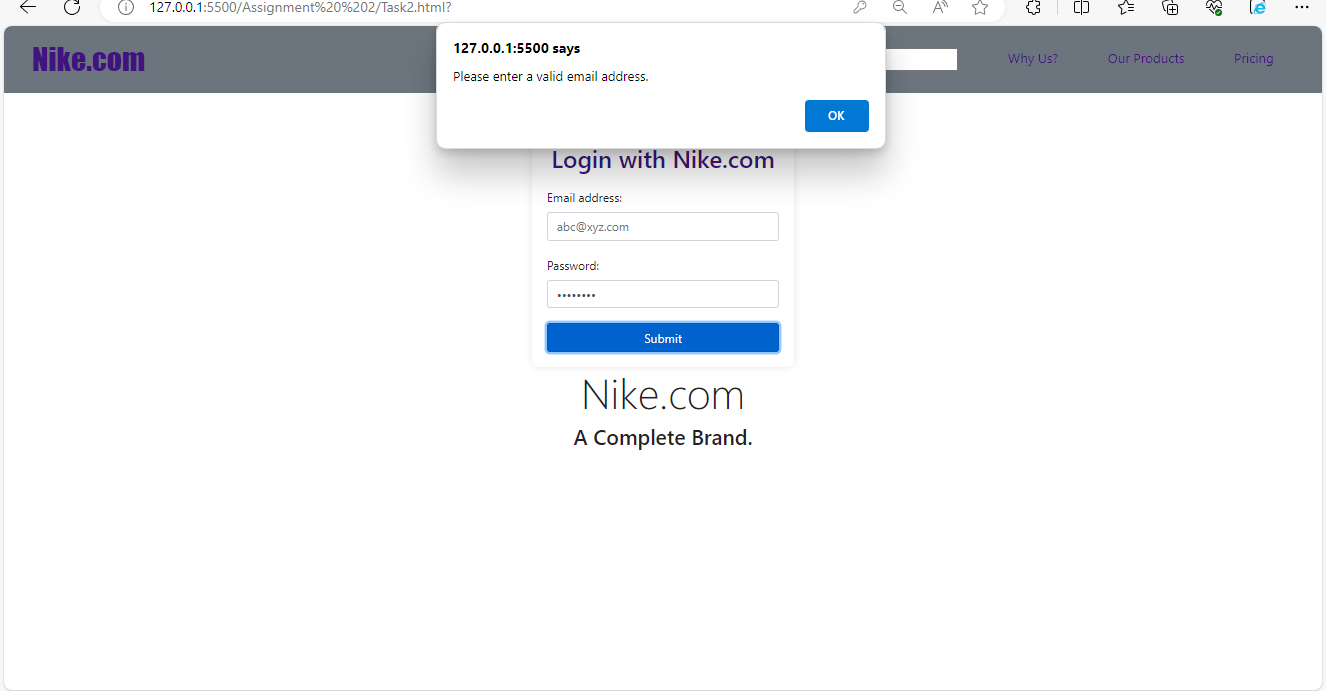 127.0.0.1:5500/Assignment%20%202/Task2.html?
Nike.com
127.0.0.1:5500 says
Please enter a valid email address.
OK
Why Us?
Our Products
Pricing
Login with Nike.com
Email address:
abc@xyz.com
Password:
••••••••
Submit
Nike.com
A Complete Brand.